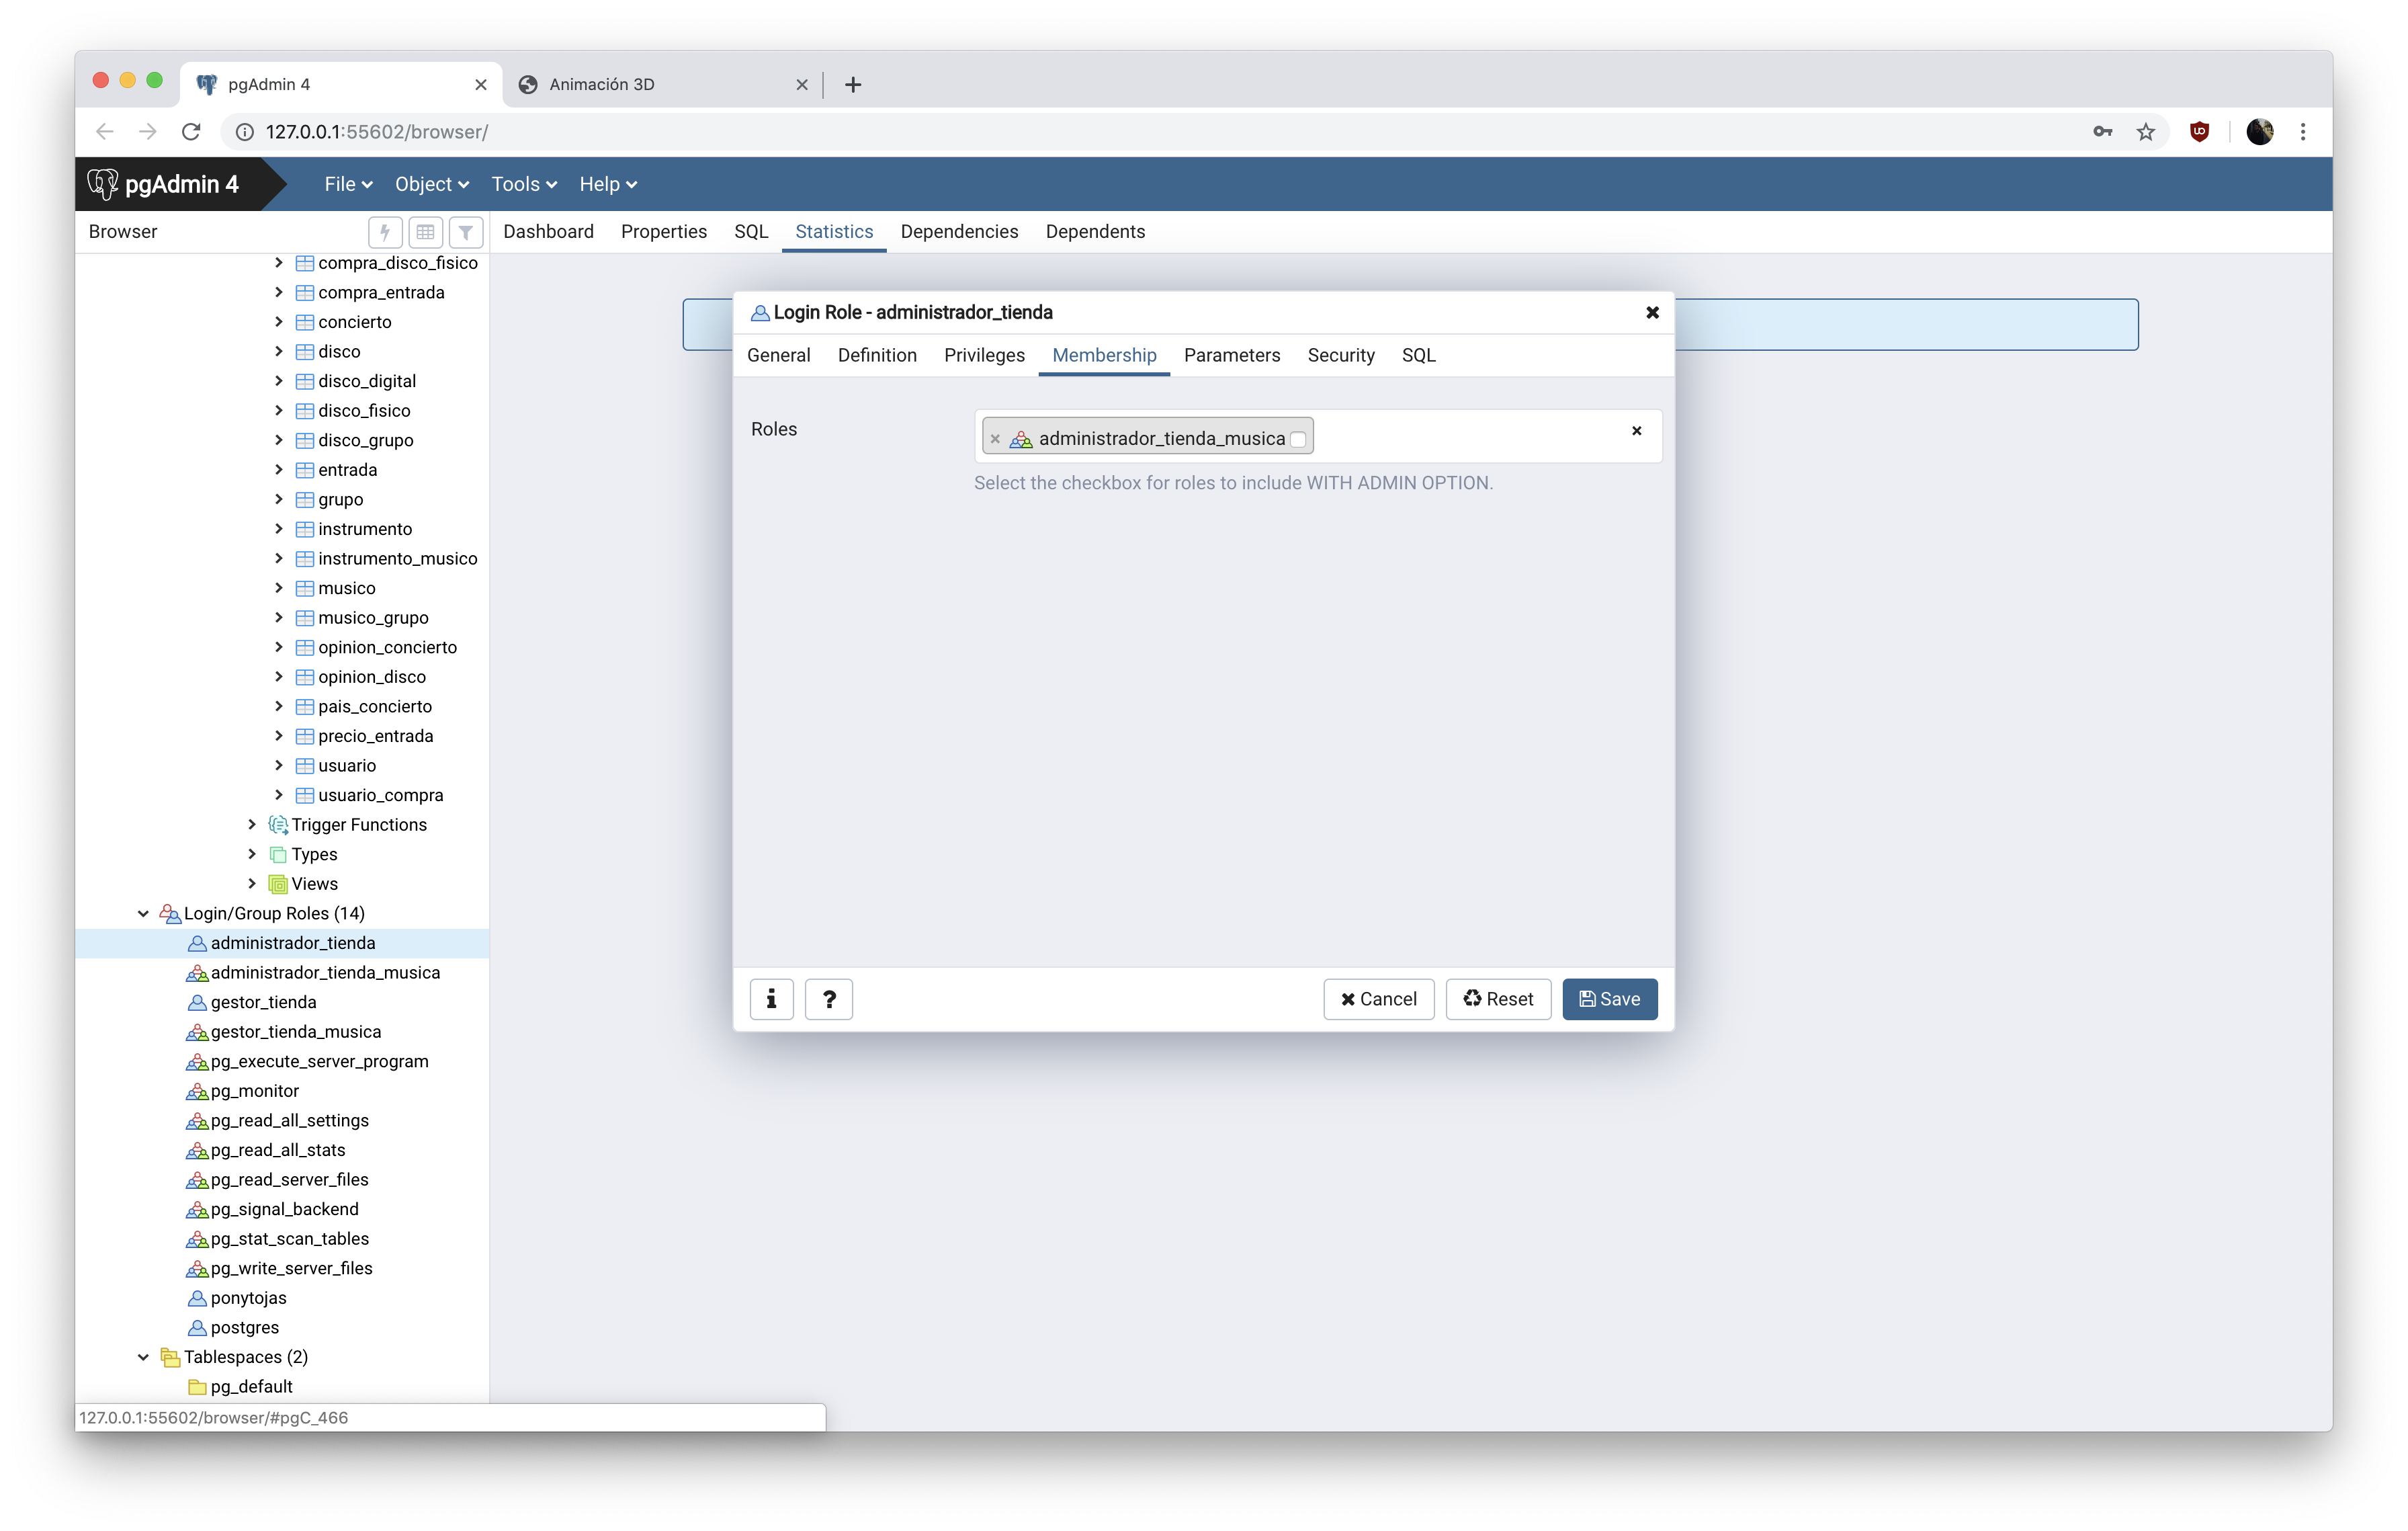 pgAdmin 4
Animación 3D
127.0.0.1:55602/browser/
pgAdmin 4
File
Object
Tools
Help
Browser
Dashboard
Properties
SQL
Statistics
Dependencies
Dependents
compra_disco_fisico
compra_entrada
concierto
disco
disco_digital
disco_fisico
disco_grupo
entrada
grupo
instrumento
instrumento_musico
musico
musico_grupo
opinion_concierto
opinion_disco
pais_concierto
precio_entrada
usuario
usuario_compra
Trigger Functions
Types
Views
Login/Group Roles (14)
administrador_tienda
administrador_tienda_musica
gestor_tienda
gestor_tienda_musica
pg_execute_server_program
pg_monitor
pg_read_all_settings
pg_read_all_stats
pg_read_server_files
pg_signal_backend
pg_stat_scan_tables
pg_write_server_files
ponytojas
postgres
Tablespaces (2)
pg_default
127.0.0.1:55602/browser/#pgC_466
Login Role - administrador_tienda
General
Definition
Privileges
Membership
Parameters
Security
SQL
Roles
administrador_tienda_musica
Select the checkbox for roles to include WITH ADMIN OPTION.
i
?
Cancel
Reset
Save